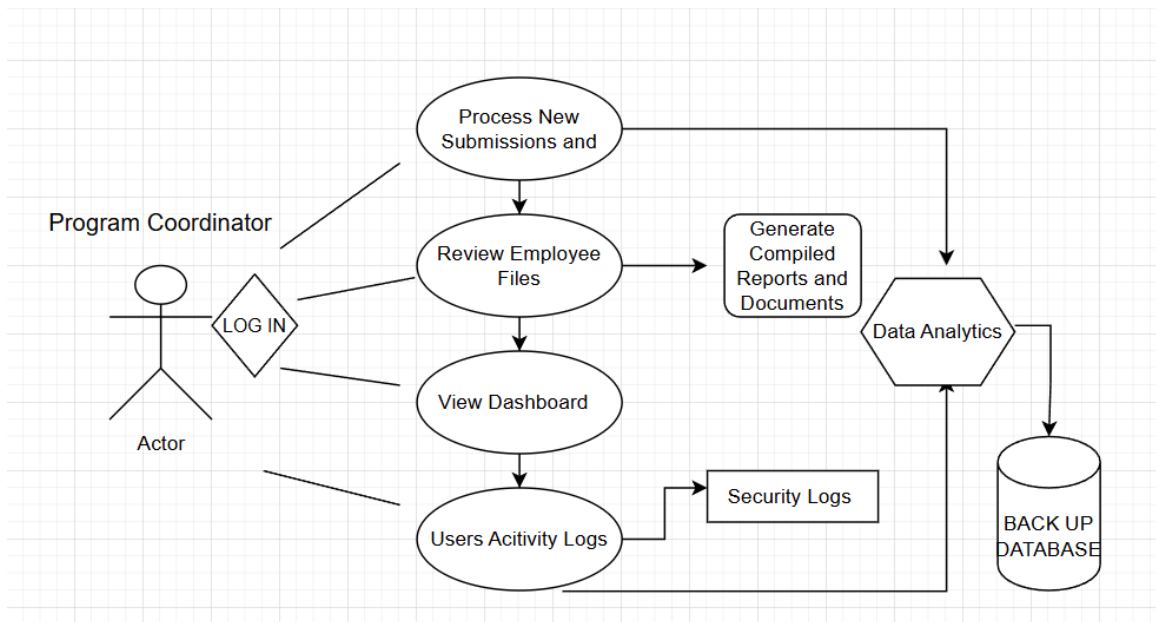 Process New
Submissions and
Program Coordinator
Review Employee
Files
Generate
Compiled
Reports and
Documents
LOG IN
Data Analytics
View Dashboard
Actor
Security Logs
Users Acitivity Logs
BACK UP
DATABASE